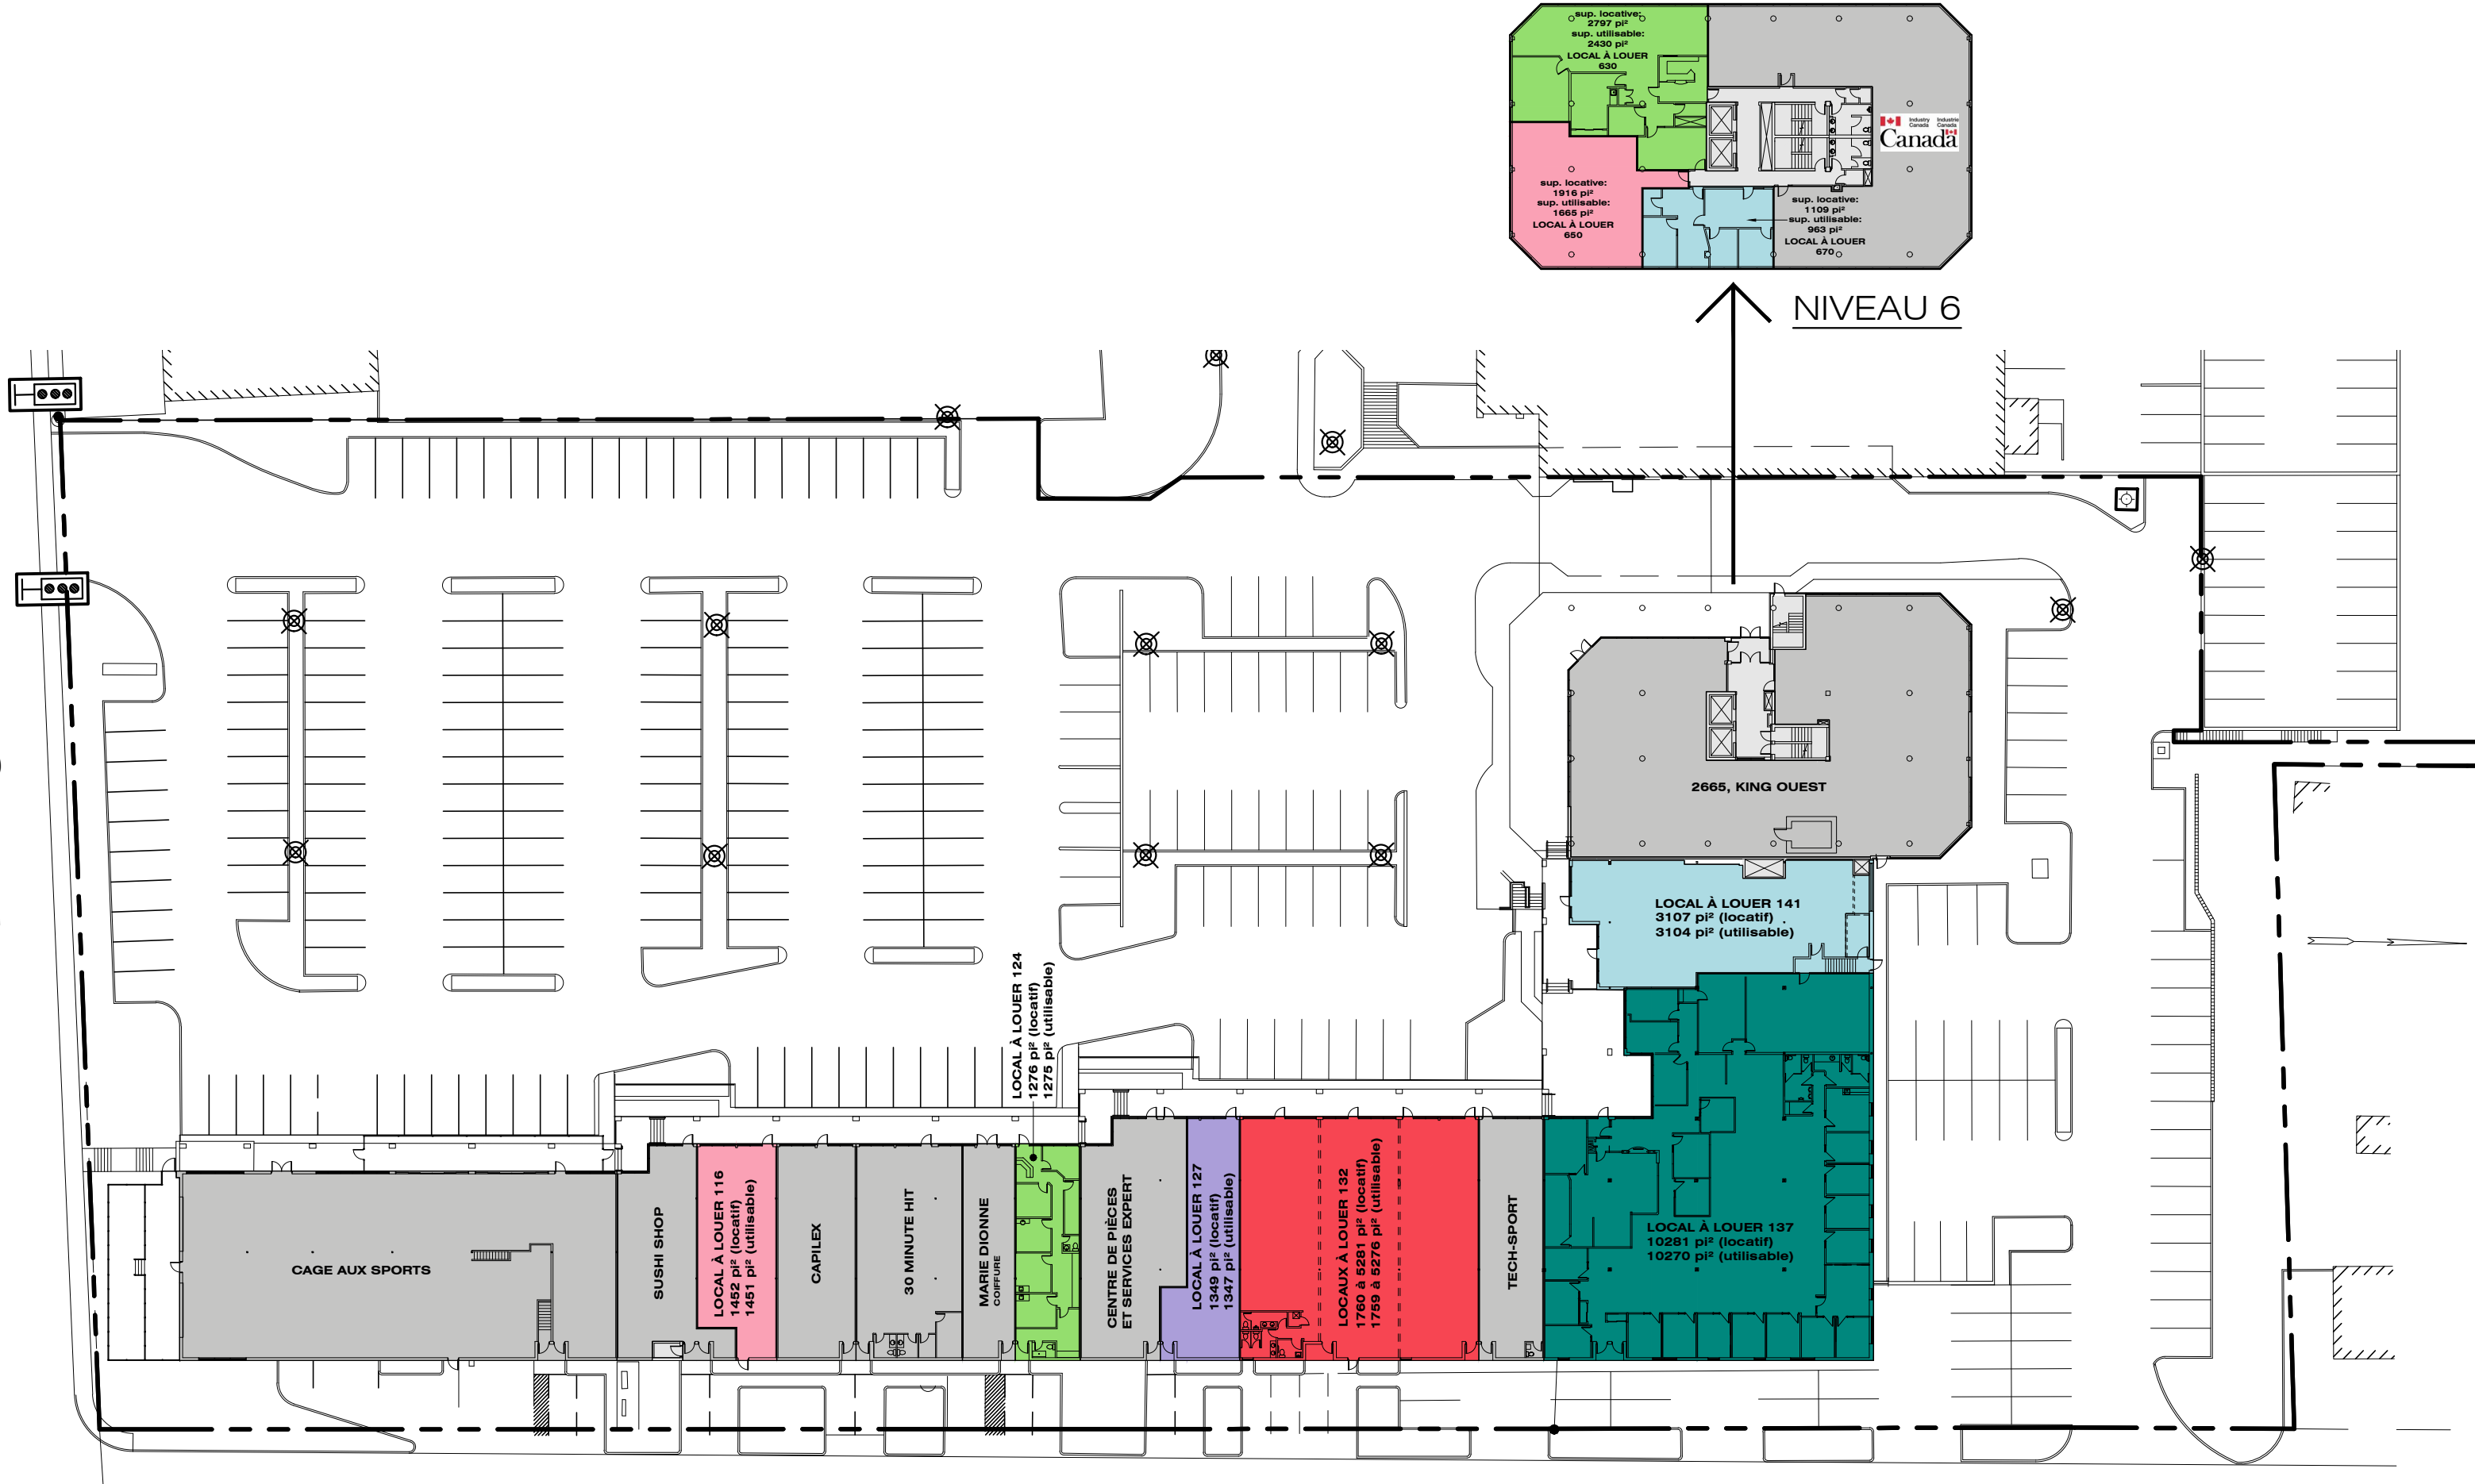 sup. locative:
2797 pi²
sup. utilisable:
2430 pi²
LOCAL À LOUER
630
Industry Canada
Industrie Canada
Canada
sup. locative:
1916 pi²
sup. utilisable:
1665 pi²
LOCAL À LOUER
650
sup. locative:
1109 pi²
sup. utilisable:
963 pi²
LOCAL À LOUER
670
NIVEAU 6
2665, KING OUEST
LOCAL À LOUER 141
3107 pi² (locatif)
3104 pi² (utilisable)
LOCAL À LOUER 124
1276 pi² (locatif)
1275 pi² (utilisable)
CAGE AUX SPORTS
SUSHI SHOP
LOCAL À LOUER 116
1452 pi² (locatif)
1451 pi² (utilisable)
CAPILEX
30 MINUTE HIT
MARIE DIONNE
COIFFURE
CENTRE DE PIÈCES
ET SERVICES EXPERT
LOCAL À LOUER 127
1349 pi² (locatif)
1347 pi² (utilisable)
LOCAUX À LOUER 132
1760 à 5281 pi² (locatif)
1759 à 5276 pi² (utilisable)
TECH-SPORT
LOCAL À LOUER 137
10281 pi² (locatif)
10270 pi² (utilisable)